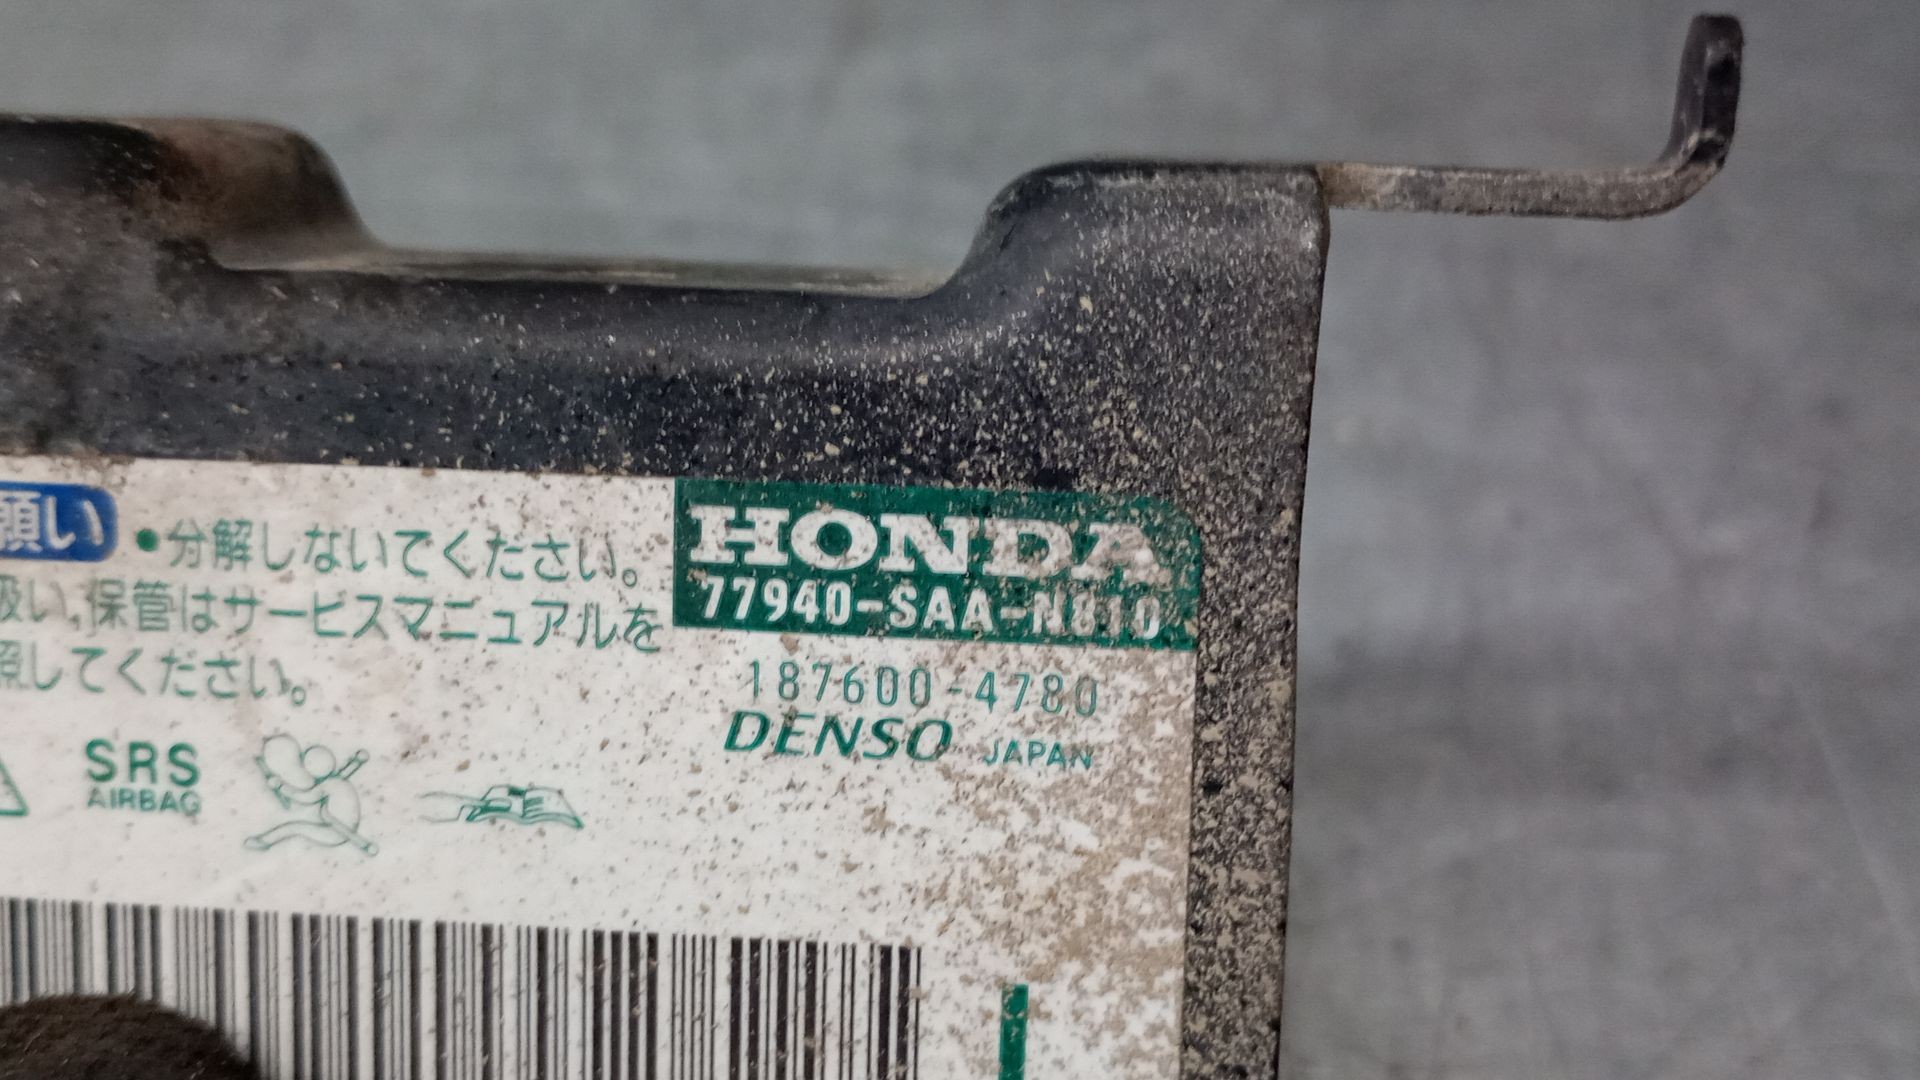 願い ・分解しないでください。
扱い,保管はサービスマニュアルを
照してください。
HONDA
77940-SAA-N810
187600-4780
DENSO JAPAN
SRS
AIRBAG